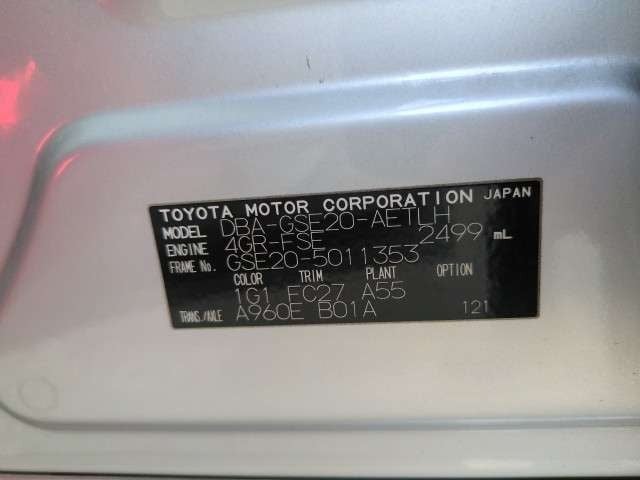 TOYOTA MOTOR CORPORATION JAPAN
MODEL DBA-GSE20-AETLH
ENGINE 4GR-FSE 2499 mL
FRAME No. GSE20-5011353
COLOR TRIM PLANT OPTION
1G1 EC27 A55
TRANS./AXLE A960E B01A 121